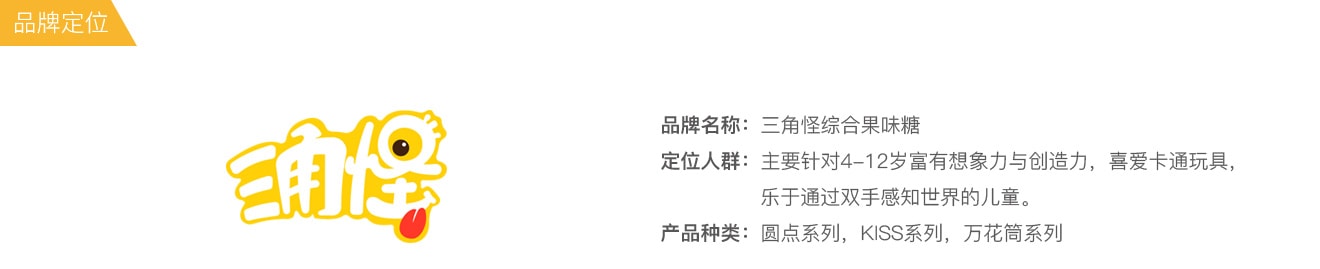 品牌定位
三角怪
品牌名称：三角怪综合果味糖
定位人群：主要针对4-12岁富有想象力与创造力，喜爱卡通玩具，
乐于通过双手感知世界的儿童。
产品种类：圆点系列，KISS系列，万花筒系列